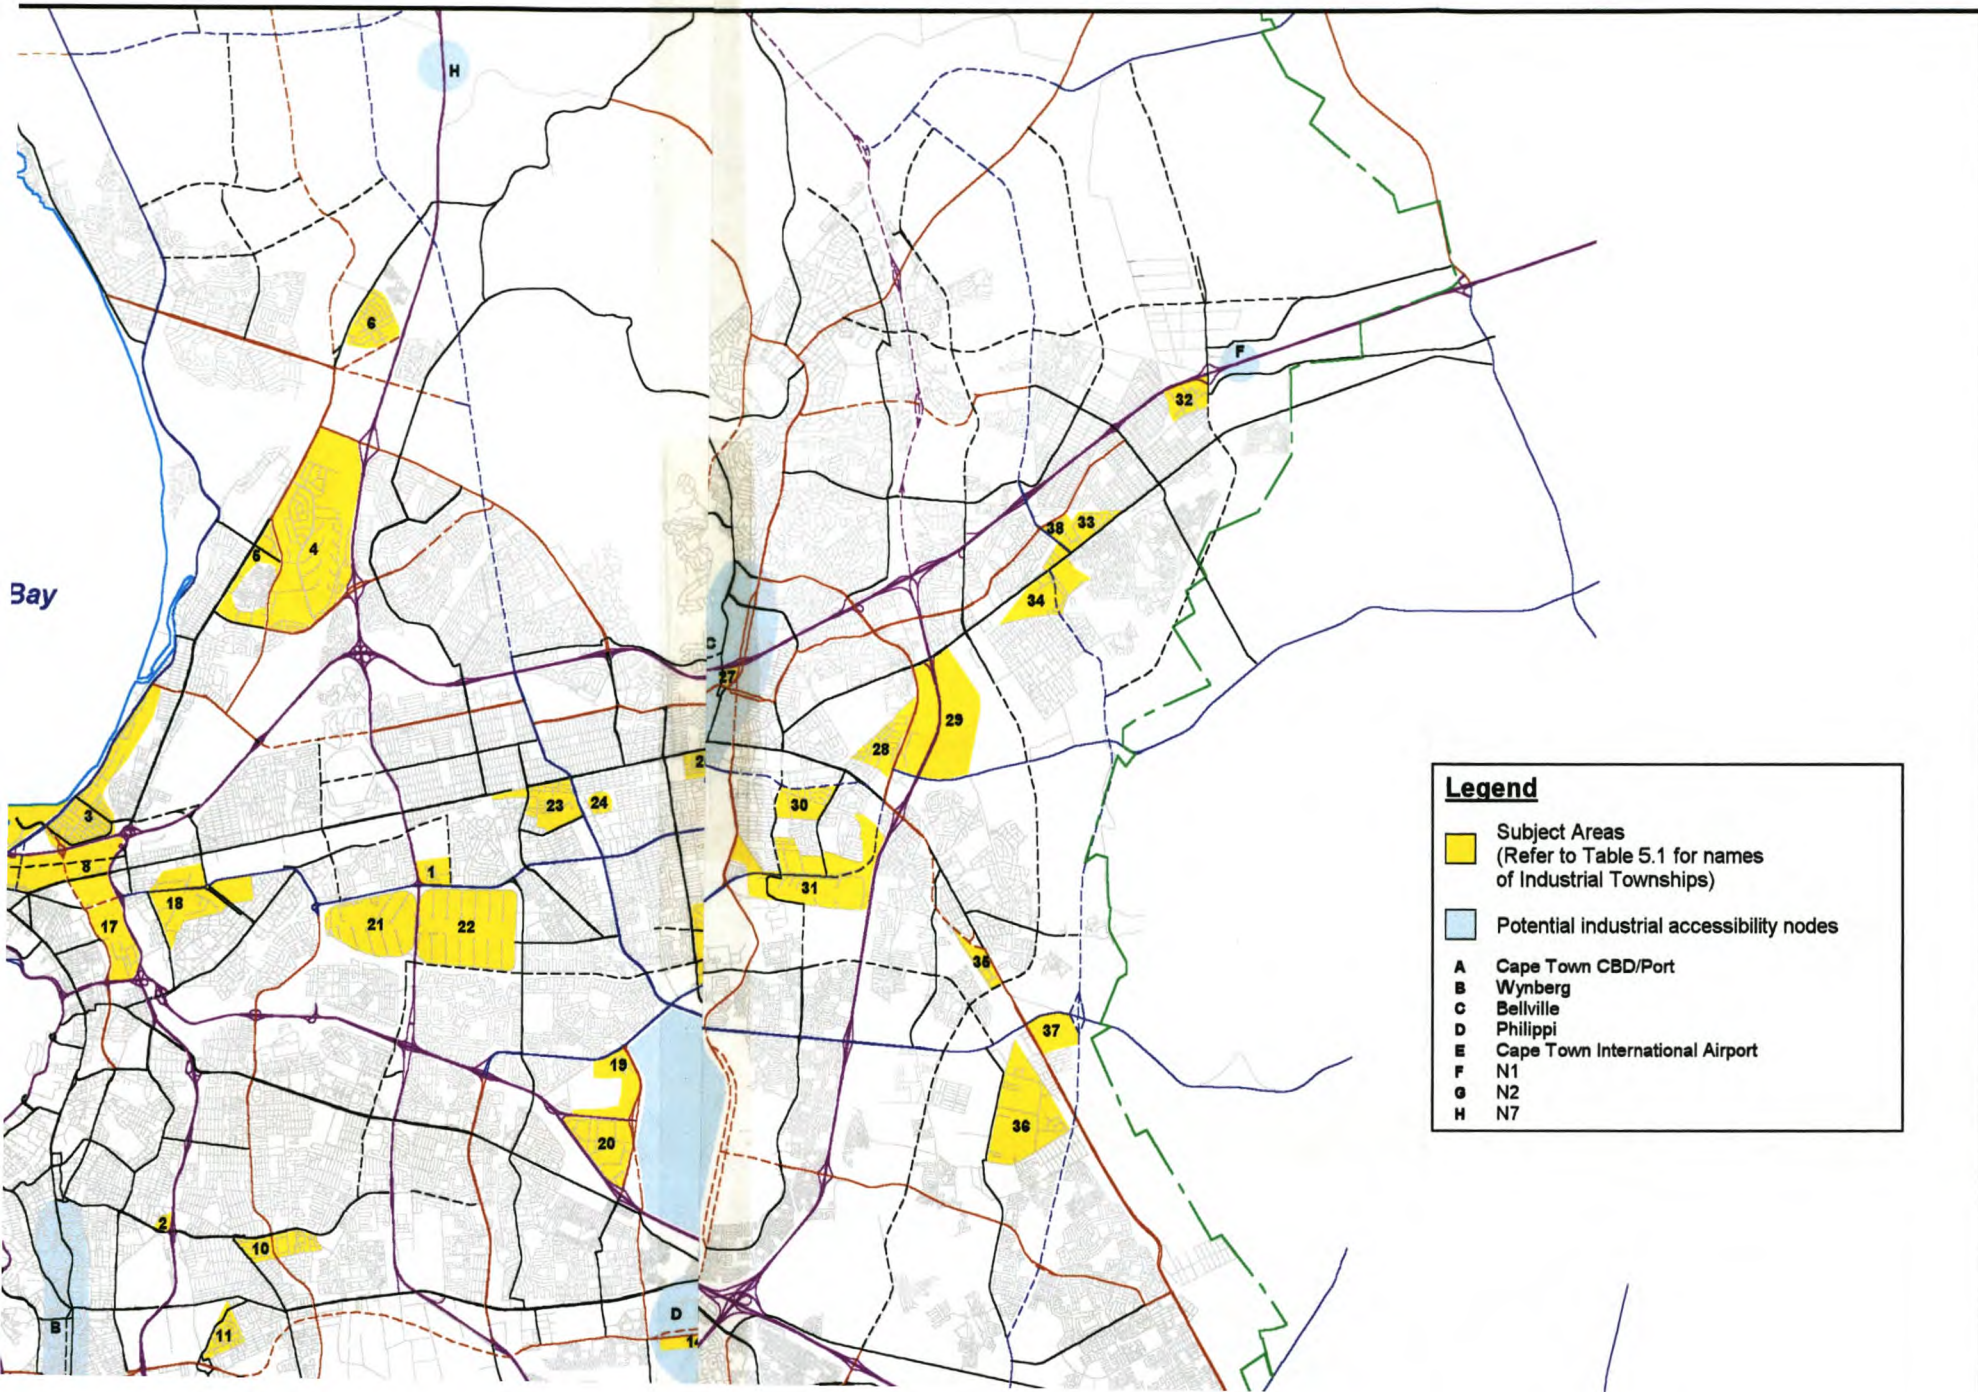 H
6
F
32
5
4
38
33
34
Bay
C
27
29
28
2
3
23
24
30
8
1
31
18
17
21
22
35
37
19
36
20
2
10
D
B
11
14
Legend
Subject Areas
(Refer to Table 5.1 for names
of Industrial Townships)
Potential industrial accessibility nodes
A Cape Town CBD/Port
B Wynberg
C Bellville
D Philippi
E Cape Town International Airport
F N1
G N2
H N7